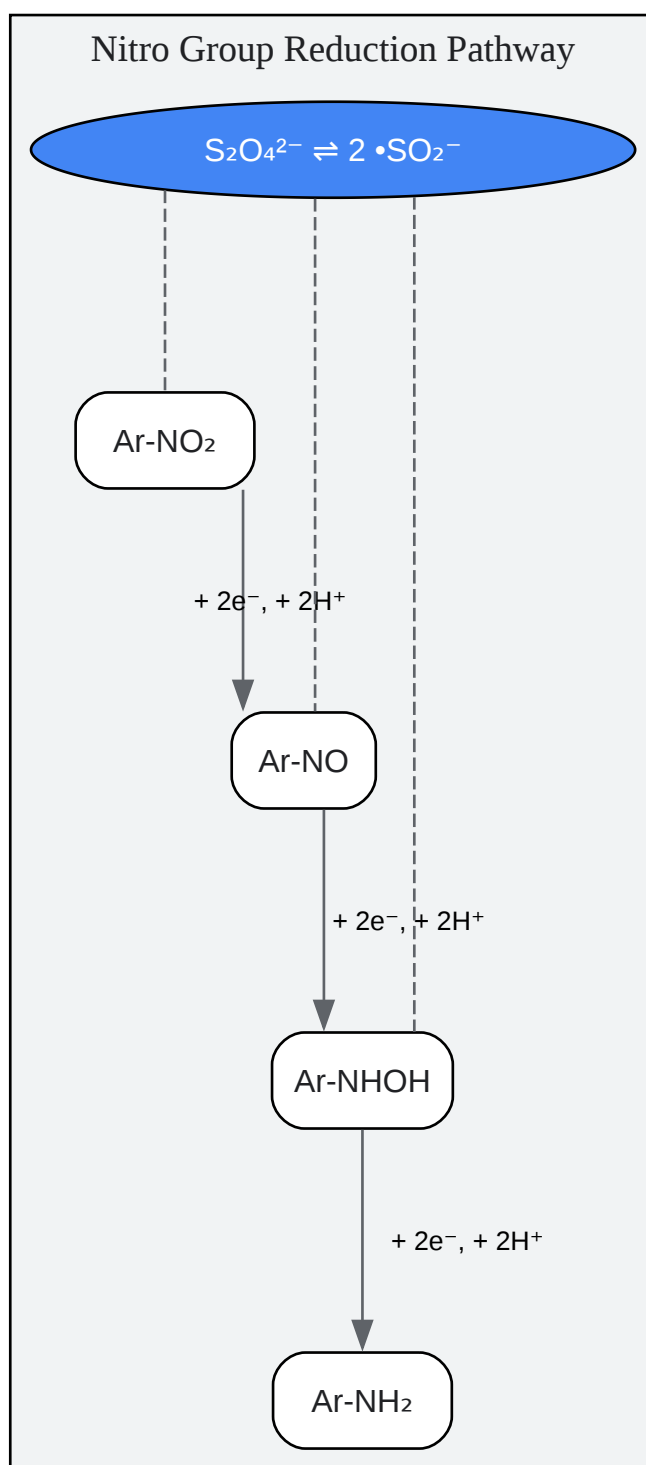 Nitro Group Reduction Pathway
S₂O₄²⁻ ⇌ 2 •SO₂⁻
Ar-NO₂
+ 2e⁻, + 2H⁺
Ar-NO
+ 2e⁻, + 2H⁺
Ar-NHOH
+ 2e⁻, + 2H⁺
Ar-NH₂